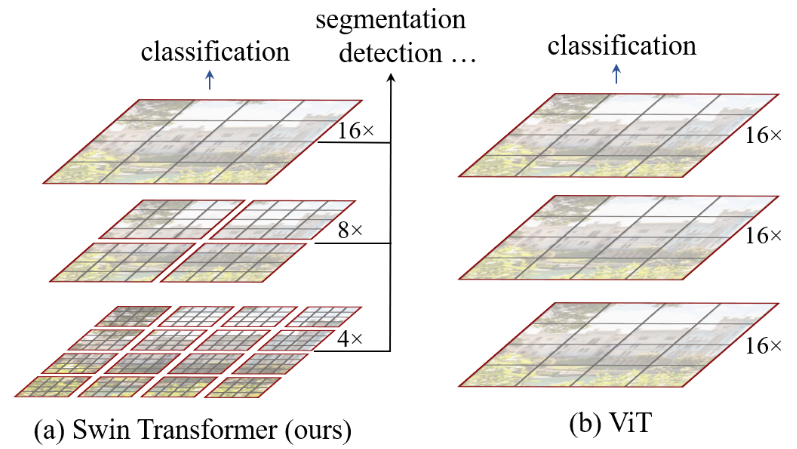 segmentation
classification
detection …
classification
16×
16×
8×
16×
4×
16×
(a) Swin Transformer (ours)
(b) ViT